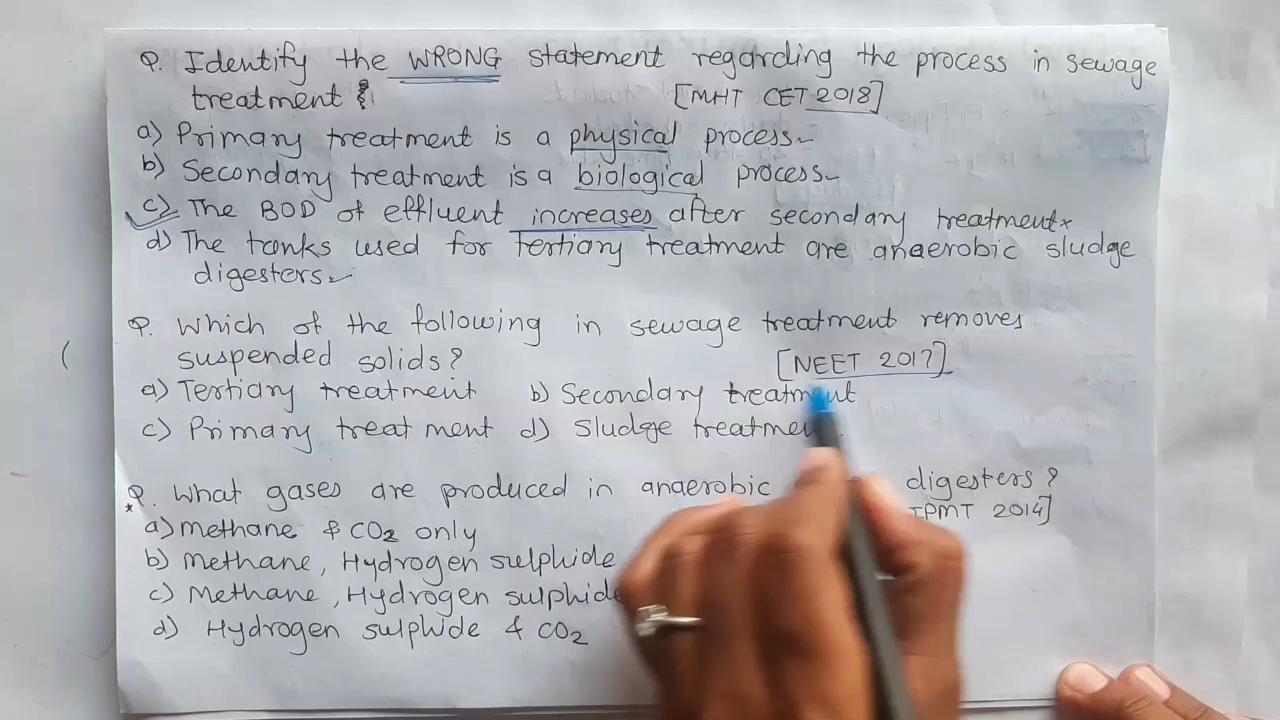 Q. Identify the WRONG statement regarding the process in sewage
treatment :
[MHT CET 2018]
a) Primary treatment is a physical process
b) Secondary treatment is a biological process
c) The BOD of effluent increases after secondary treatment x
d) The tanks used for Tertiary treatment are anaerobic sludge
digesters
Q. Which of the following in sewage treatment removes
suspended solids?
[NEET 2017]
a) Tertiary treatment b) Secondary treatment
c) Primary treat ment d) Sludge
Q. What gases are produced in anaerobic digesters?
2014]
a) methane & CO2 only
b) Methane, Hydrogen sulphide
c) Methane, Hydrogen sulphide
d) Hydrogen sulphide & CO2